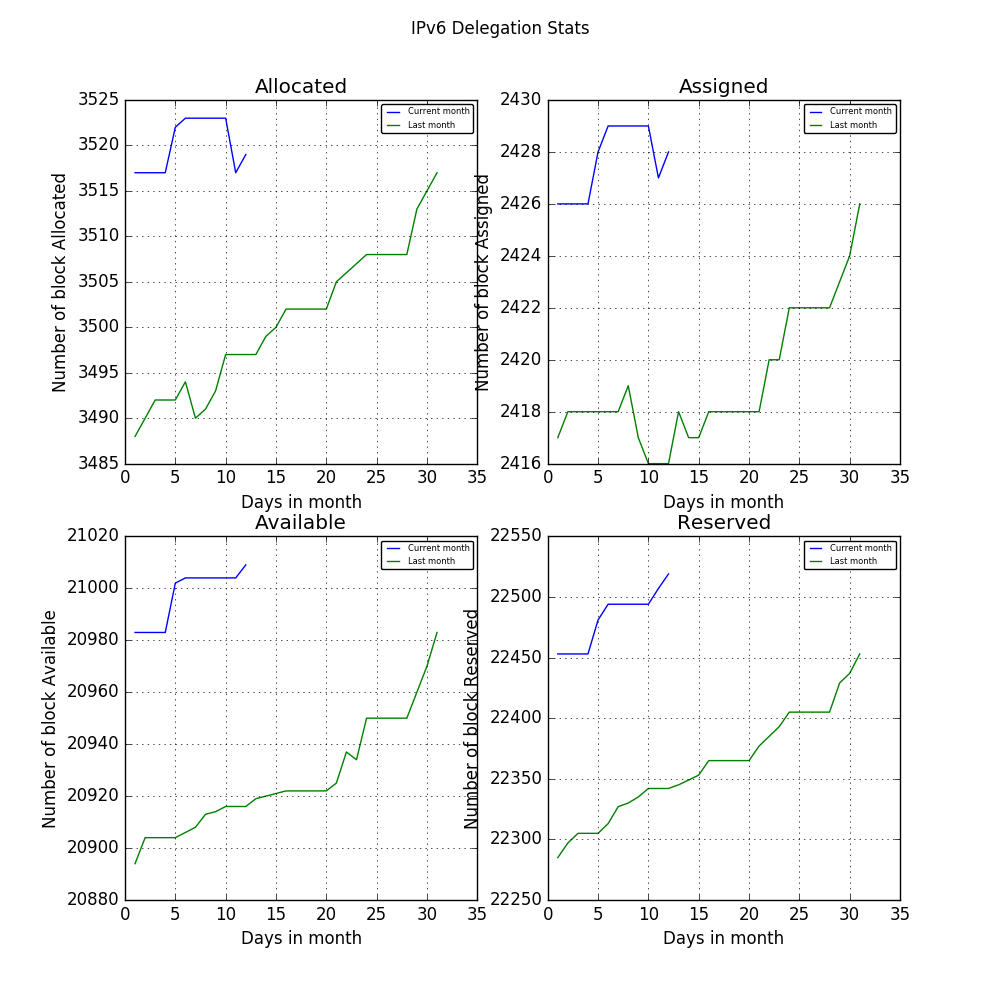 IPv6 Delegation Stats
Allocated
Number of block Allocated
3525
3520
3515
3510
3505
3500
3495
3490
3485
Current month
Last month
0 5 10 15 20 25 30 35
Days in month
Assigned
Number of block Assigned
2430
2428
2426
2424
2422
2420
2418
2416
Current month
Last month
0 5 10 15 20 25 30 35
Days in month
Available
Number of block Available
21020
21000
20980
20960
20940
20920
20900
20880
Current month
Last month
0 5 10 15 20 25 30 35
Days in month
Reserved
Number of block Reserved
22550
22500
22450
22400
22350
22300
22250
Current month
Last month
0 5 10 15 20 25 30 35
Days in month